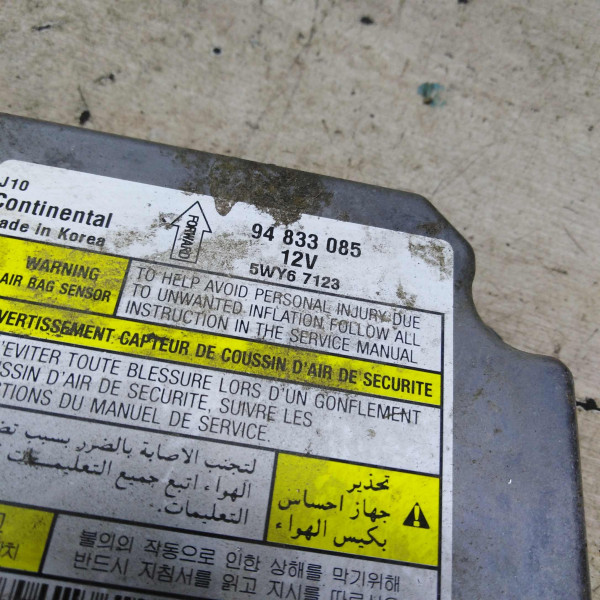 J10
Continental
ade in Korea
FORWARD
94 833 085
12V
5WY6 7123
WARNING
AIR BAG SENSOR
TO HELP AVOID PERSONAL INJURY DUE
TO UNWANTED INFLATION FOLLOW ALL
INSTRUCTION IN THE SERVICE MANUAL
VERTISSEMENT CAPTEUR DE COUSSIN D'AIR DE SECURITE
'EVITER TOUTE BLESSURE LORS D'UN GONFLEMENT
SSIN D'AIR DE SECURITE, SUIVRE LES
TIONS DU MANUEL DE SERVICE.
تحذير
جهاز احساس
بكيس الهواء
لتجنب الاصابة بالضرر بسبب
الهواء اتبع جميع التعليمات
التعليمات.
불의의 작동으로 인한 상해를 막기위해
반드시 지침서를 읽고 지시를